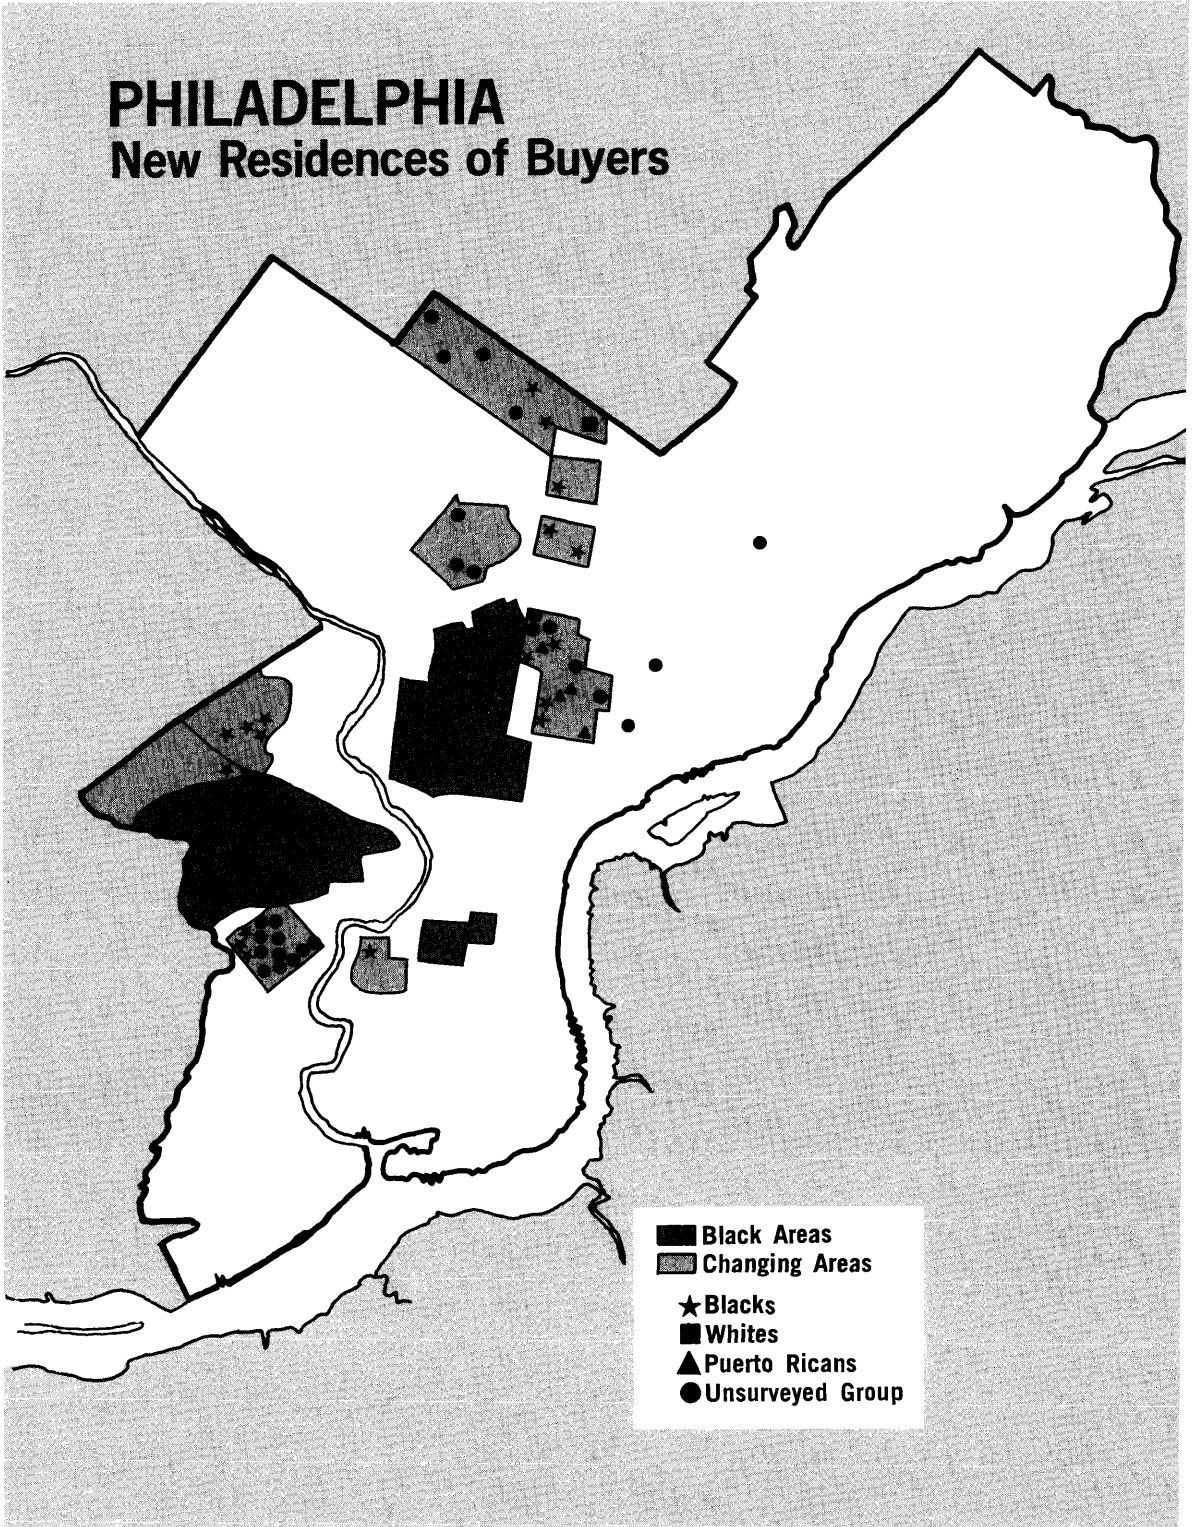 PHILADELPHIA
New Residences of Buyers
Black Areas
Changing Areas
Blacks
Whites
Puerto Ricans
Unsurveyed Group